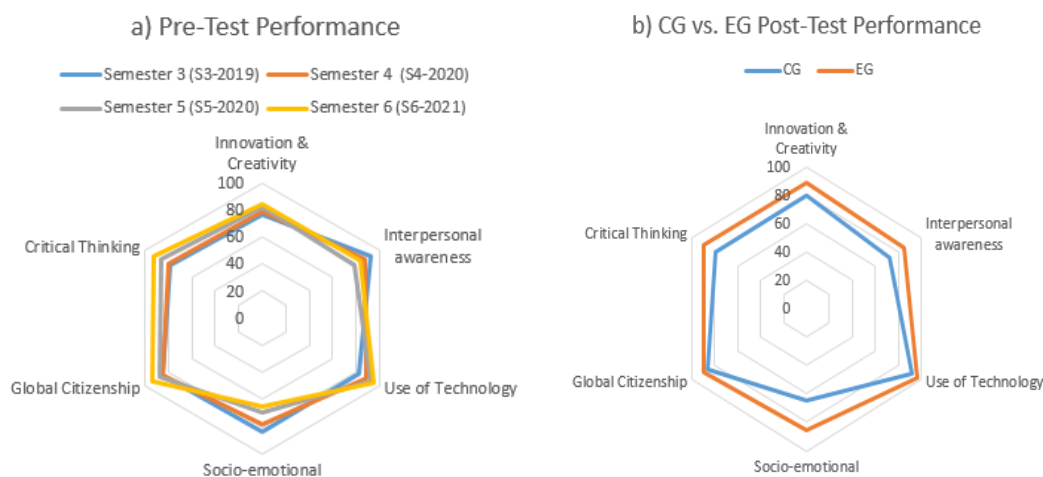 a) Pre-Test Performance
Semester 3 (S3-2019)
Semester 4 (S4-2020)
Semester 5 (S5-2020)
Semester 6 (S6-2021)
Innovation &
Creativity
100
80
60
40
20
0
Interpersonal
awareness
Use of Technology
Socio-emotional
Global Citizenship
Critical Thinking
b) CG vs. EG Post-Test Performance
CG
EG
Innovation &
Creativity
100
80
60
40
20
0
Interpersonal
awareness
Use of Technology
Socio-emotional
Global Citizenship
Critical Thinking